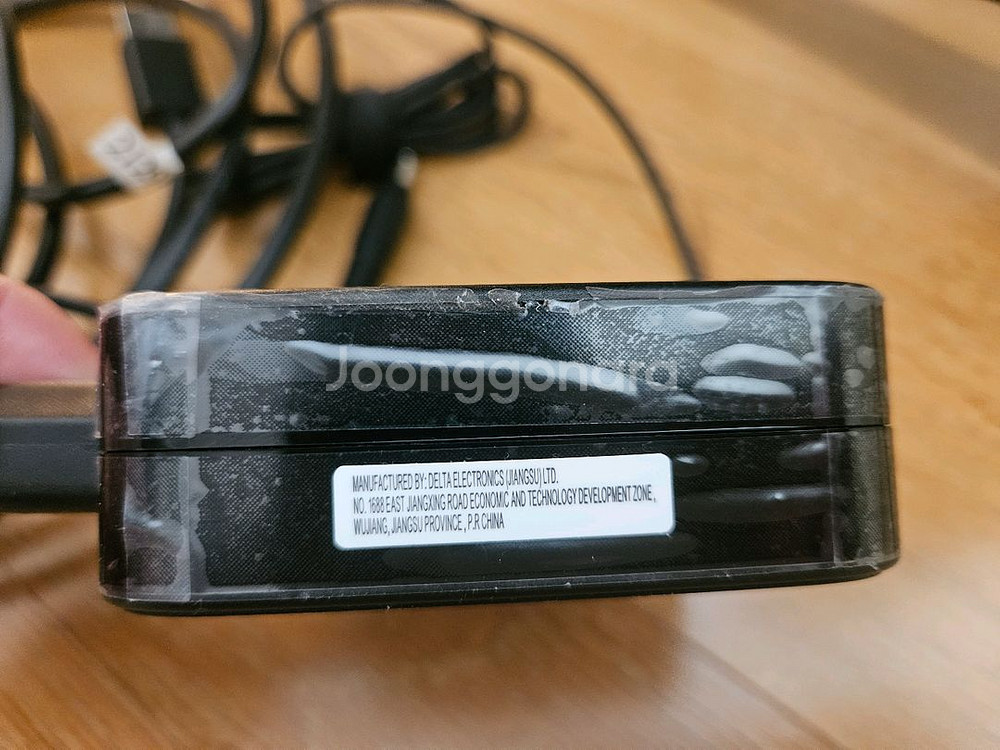 Joonggonara
MANUFACTURED BY: DELTA ELECTRONICS (JIANGSU) LTD.
NO. 1688 EAST JIANGXING ROAD ECONOMIC AND TECHNOLOGY DEVELOPMENT ZONE,
WUJIANG, JIANGSU PROVINCE, P.R CHINA